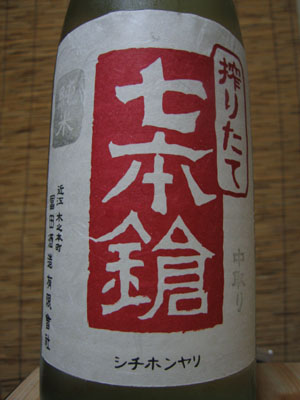 搾りたて
七本鎗
純米
中取り
近江 木之本町
冨田酒造有限會社
シチホンヤリ